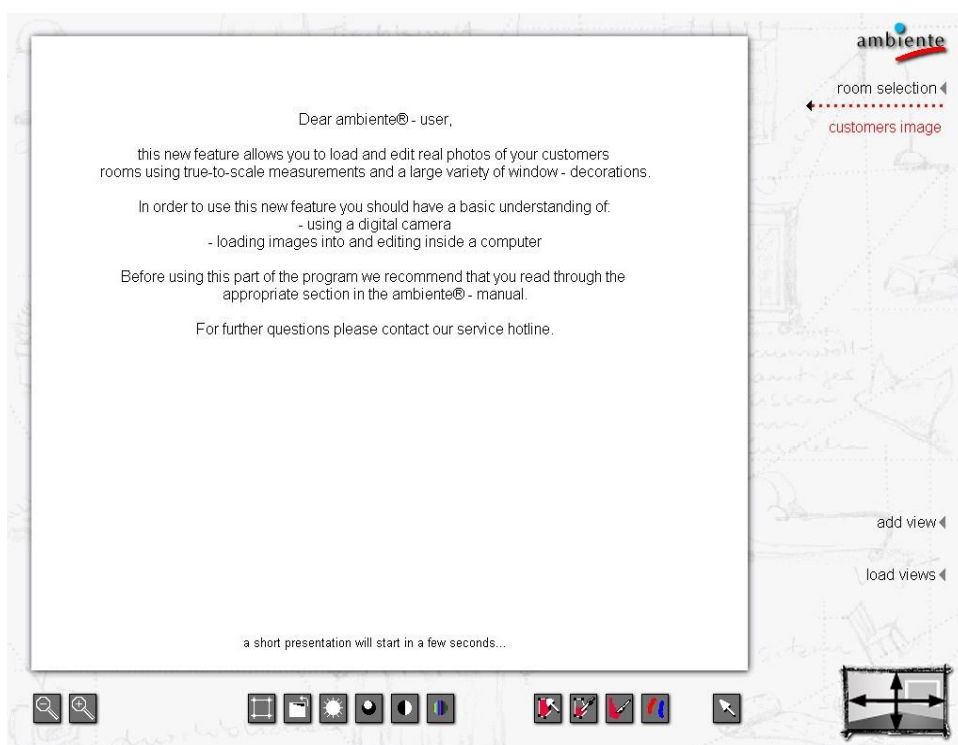 ambiente
room selection
customers image
Dear ambiente® - user,
this new feature allows you to load and edit real photos of your customers
rooms using true-to-scale measurements and a large variety of window - decorations.
In order to use this new feature you should have a basic understanding of:
- using a digital camera
- loading images into and editing inside a computer
Before using this part of the program we recommend that you read through the
appropriate section in the ambiente® - manual.
For further questions please contact our service hotline.
add view
load views
a short presentation will start in a few seconds...